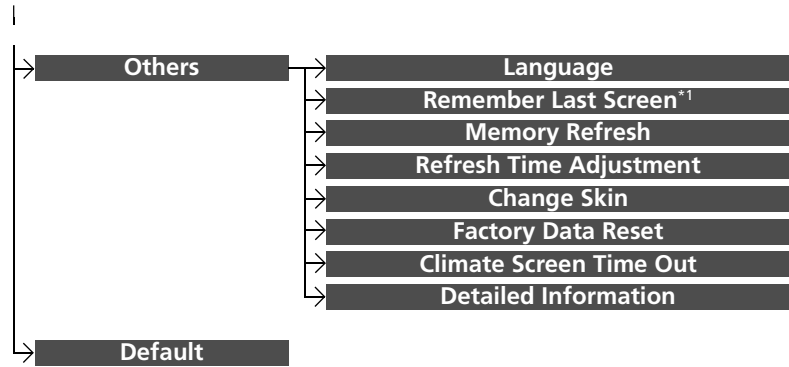 Others
Language
Remember Last Screen*1
Memory Refresh
Refresh Time Adjustment
Change Skin
Factory Data Reset
Climate Screen Time Out
Detailed Information
Default